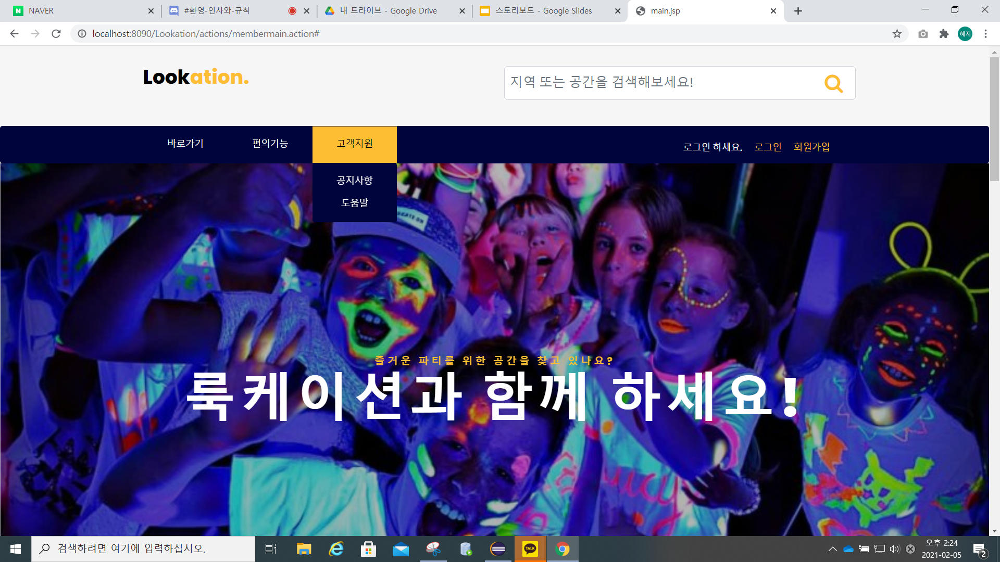 NAVER
#환영-인사와-규칙
내 드라이브 - Google Drive
스토리보드 - Google Slides
main.jsp
localhost:8090/Lookation/actions/membermain.action#
혜지
Lookation.
지역 또는 공간을 검색해보세요!
바로가기
편의기능
고객지원
로그인 하세요.
로그인
회원가입
공지사항
도움말
즐거운 파티를 위한 공간을 찾고 있나요?
룩케이션과 함께 하세요!
검색하려면 여기에 입력하십시오.
TALK
오후 2:24
2021-02-05
2